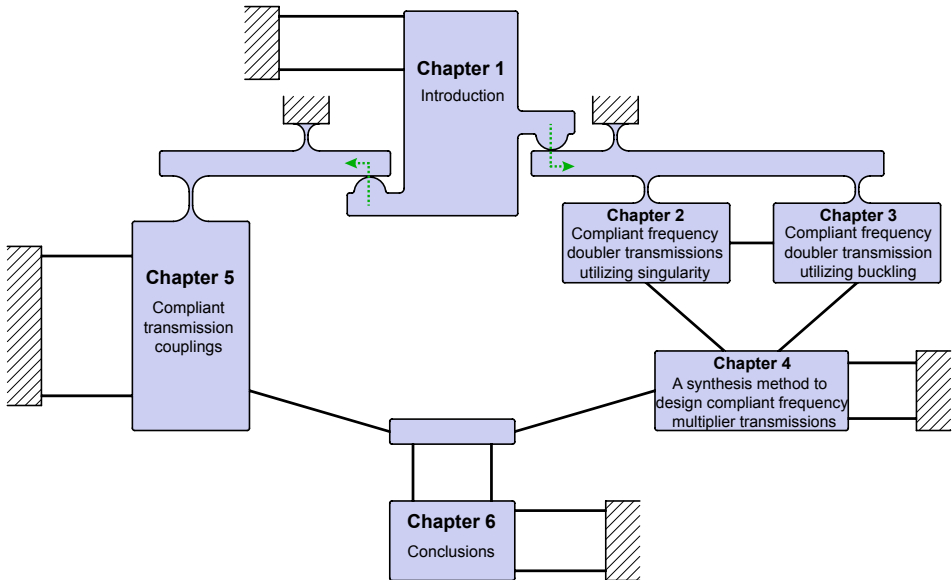 Chapter 1
Introduction
Chapter 2
Compliant frequency
doubler transmissions
utilizing singularity
Chapter 3
Compliant frequency
doubler transmission
utilizing buckling
Chapter 5
Compliant
transmission
couplings
Chapter 4
A synthesis method to
design compliant frequency
multiplier transmissions
Chapter 6
Conclusions